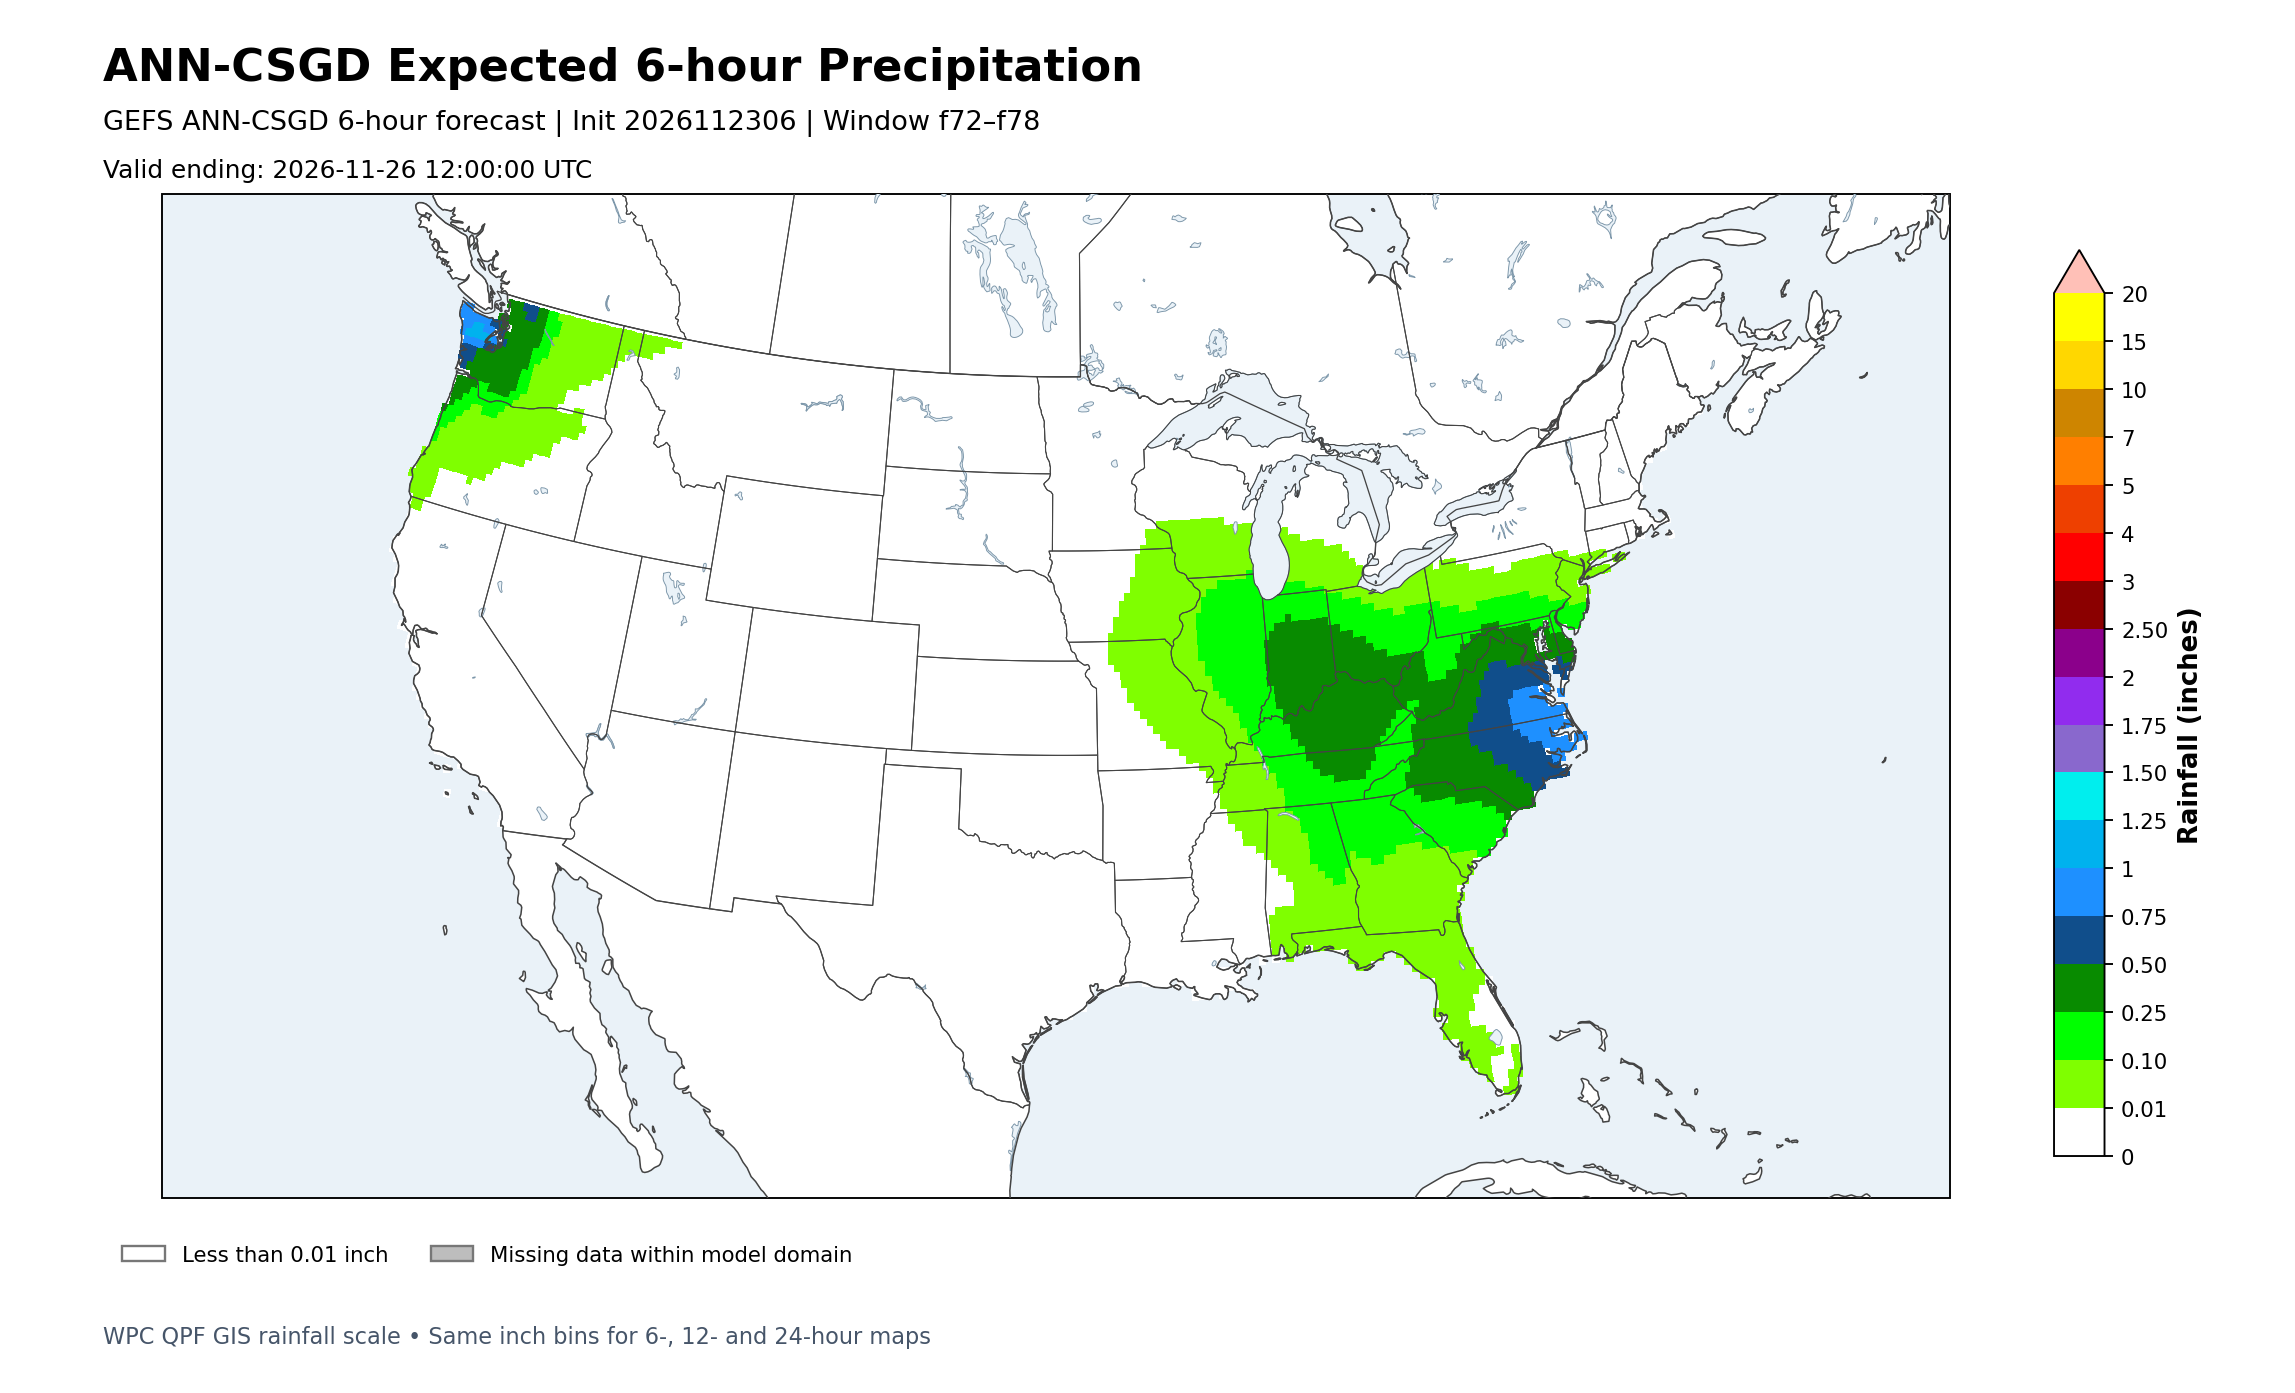 ANN-CSGD Expected 6-hour Precipitation
GEFS ANN-CSGD 6-hour forecast | Init 2026112306 | Window f72–f78
Valid ending: 2026-11-26 12:00:00 UTC
20
15
10
7
5
4
3
2.50
2
1.75
1.50
1.25
1
0.75
0.50
0.25
0.10
0.01
0
Rainfall (inches)
Less than 0.01 inch
Missing data within model domain
WPC QPF GIS rainfall scale • Same inch bins for 6-, 12- and 24-hour maps